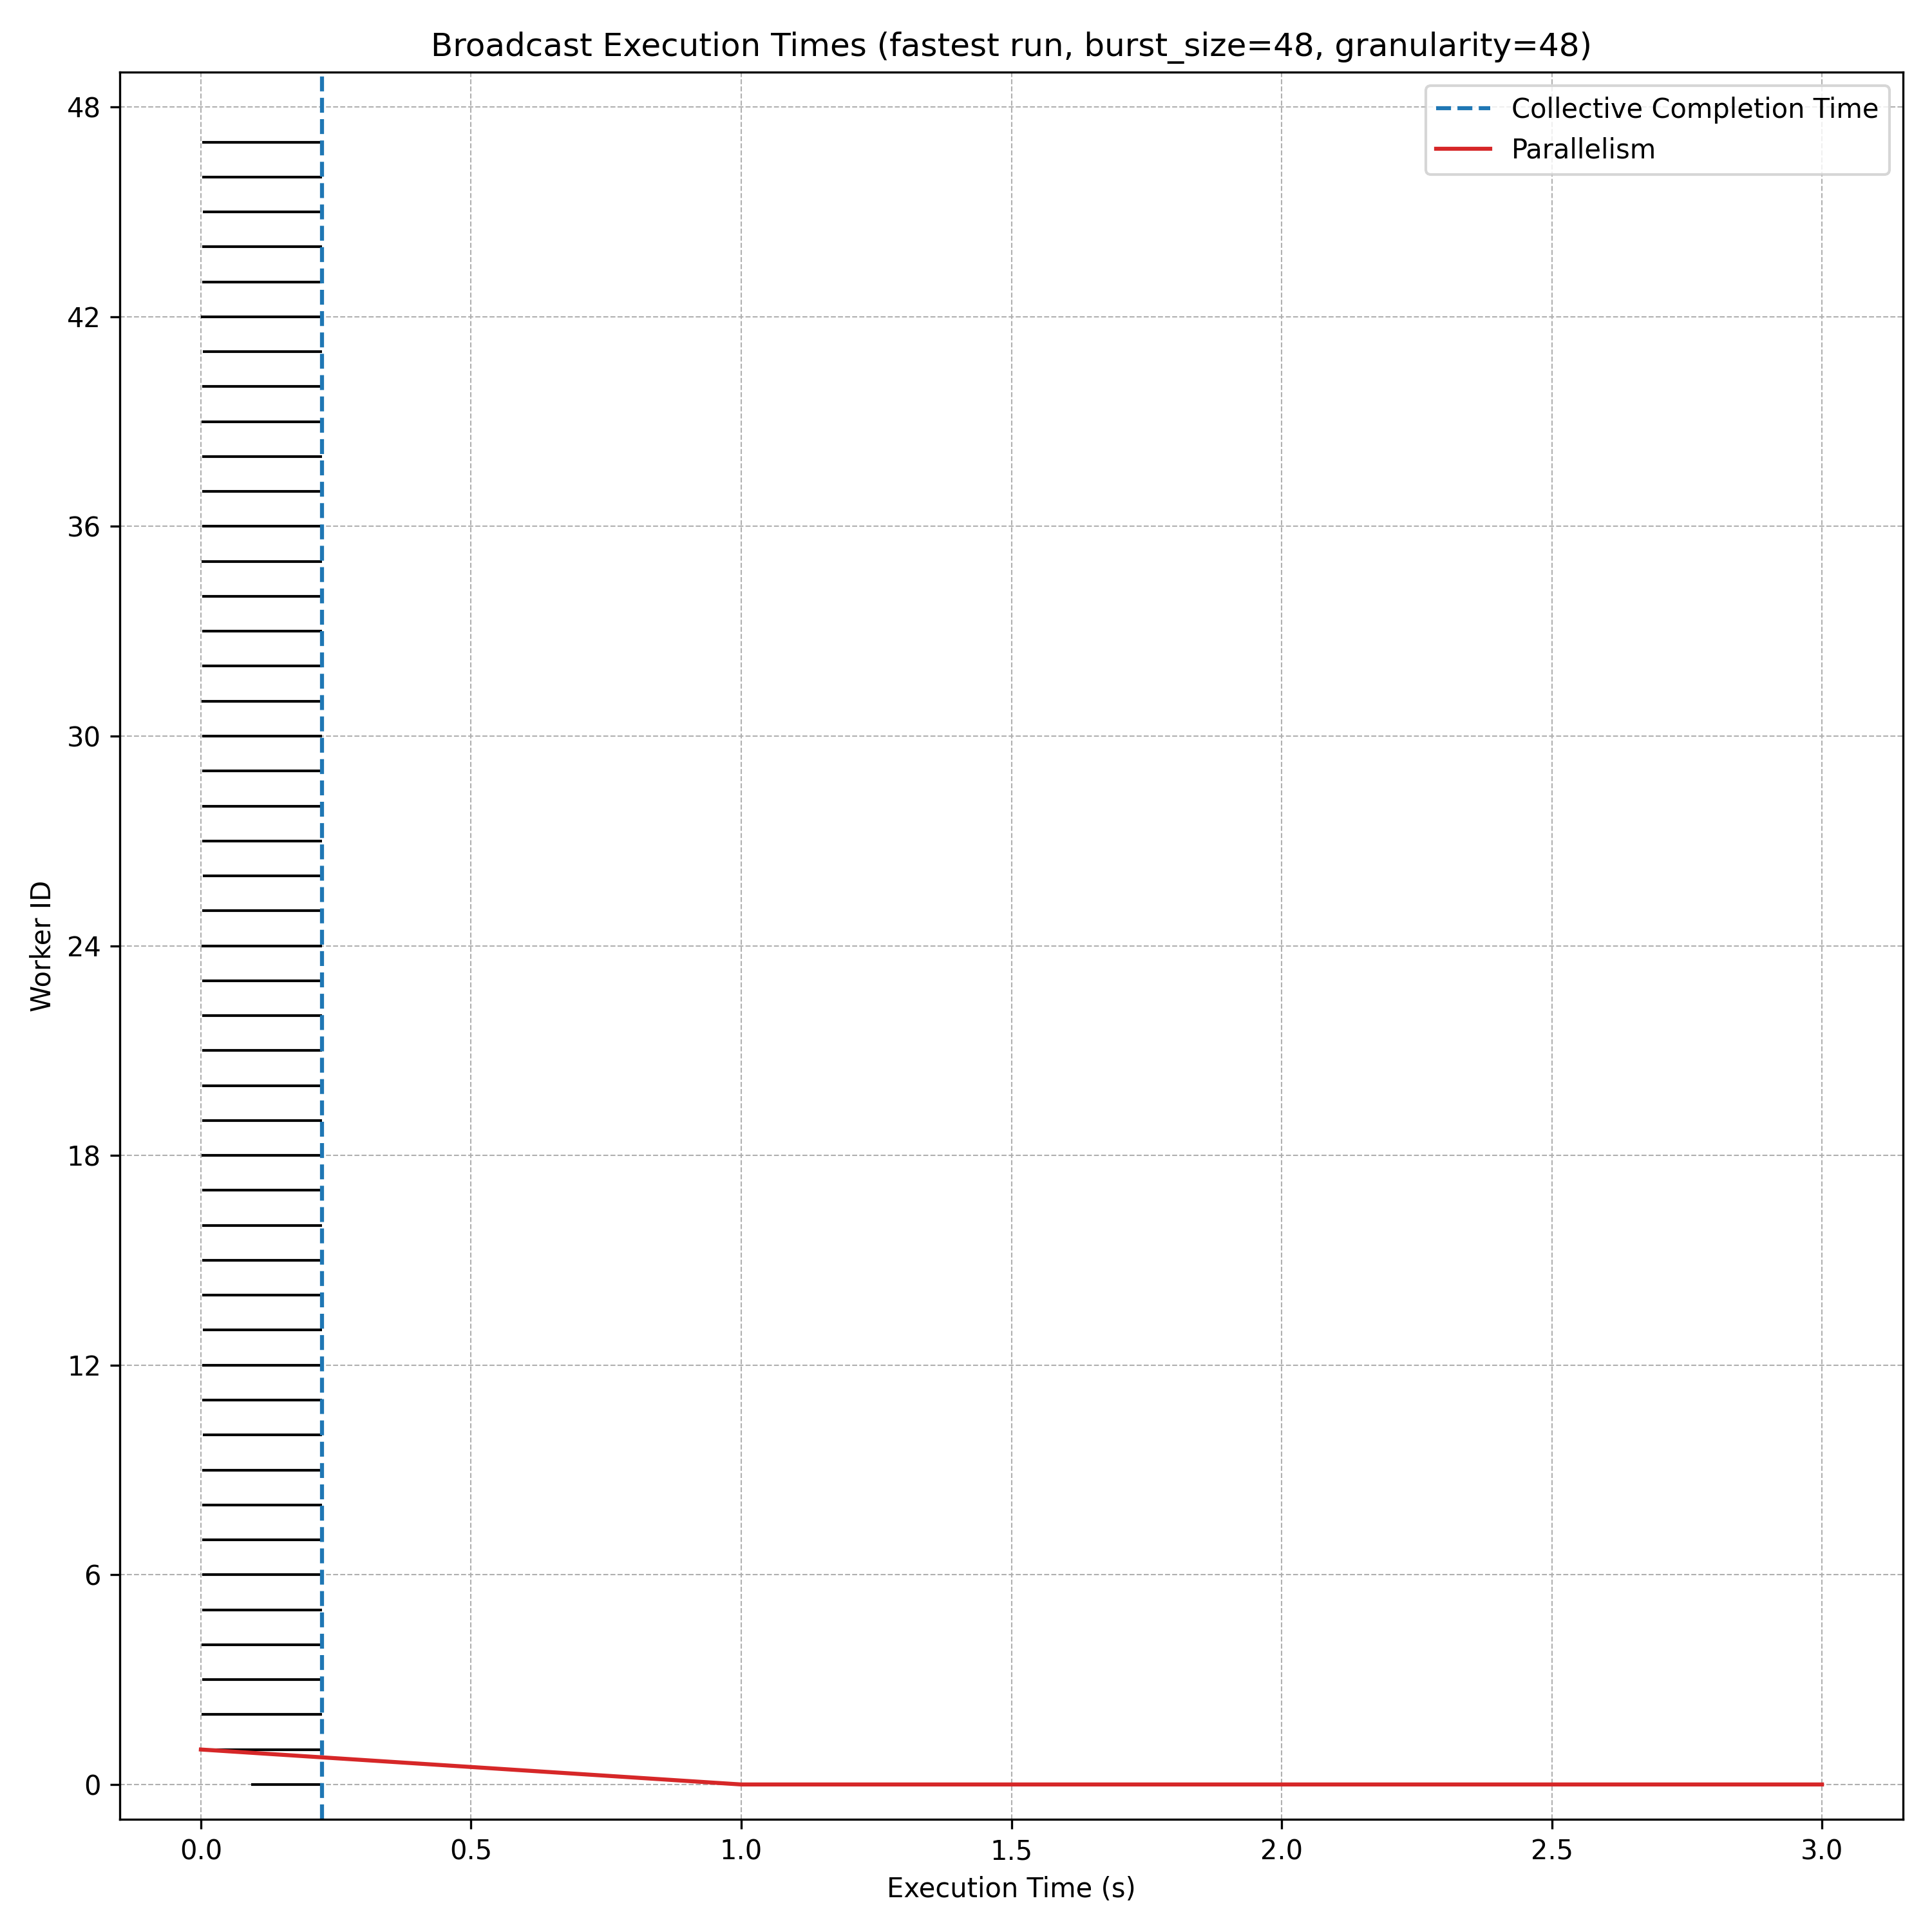 Broadcast Execution Times (fastest run, burst_size=48, granularity=48)
Collective Completion Time
Parallelism
48
42
36
30
24
18
12
6
0
Worker ID
0.0 0.5 1.0 1.5 2.0 2.5 3.0
Execution Time (s)